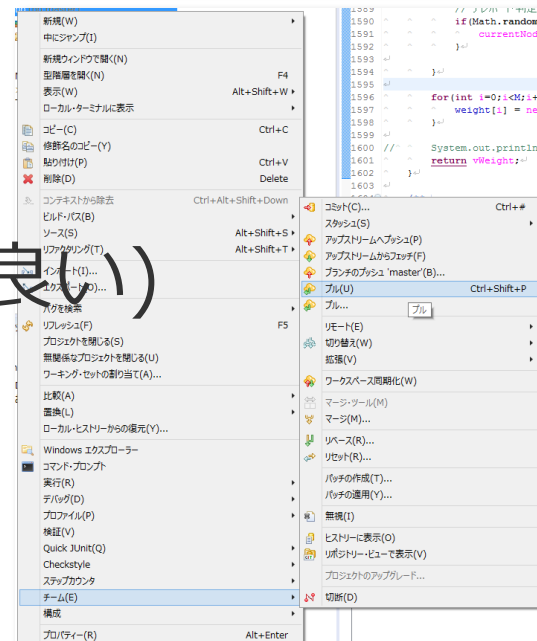 新規(W)
中にジャンプ(I)
新規ウィンドウで開く(N)
型階層を開く(N) F4
表示(W) Alt+Shift+W
ローカル・ターミナルに表示
コピー(C) Ctrl+C
修飾名のコピー(Y)
貼り付け(P) Ctrl+V
削除(D) Delete
コンテキストから除去 Ctrl+Alt+Shift+Down
ビルド・パス(B)
ソース(S) Alt+Shift+S
リファクタリング(T) Alt+Shift+T
インポート(I)...
エクスポート(O)...
バグを検索
リフレッシュ(F) F5
プロジェクトを閉じる(S)
無関係なプロジェクトを閉じる(U)
ワーキング・セットの割り当て(A)...
比較(A)
置換(L)
ローカル・ヒストリーからの復元(Y)...
Windows エクスプローラー
コマンド・プロンプト
実行(R)
デバッグ(D)
プロファイル(P)
検証(V)
Quick JUnit(Q)
Checkstyle
ステップカウンタ
チーム(E)
構成
プロパティー(R) Alt+Enter
良い)
コミット(C)... Ctrl+#
スタッシュ(S)
アップストリームへプッシュ(P)
アップストリームからフェッチ(F)
ブランチのプッシュ 'master'(B)...
プル(U) Ctrl+Shift+P
プル...
プル
リモート(E)
切り替え(W)
拡張(V)
ワークスペース同期化(W)
マージ・ツール(M)
マージ(M)...
リベース(R)...
リセット(R)...
パッチの作成(T)...
パッチの適用(Y)...
無視(I)
ヒストリーに表示(O)
リポジトリー・ビューで表示(V)
プロジェクトのアップグレード...
切断(D)
1589
1590 if(Math.random
1591 currentNod
1592 }
1593
1594 }
1595
1596 for(int i=0;i<M;i+
1597 weight[i] = ne
1598 }
1599
1600 // System.out.println
1601 return vWeight;
1602 }
1603